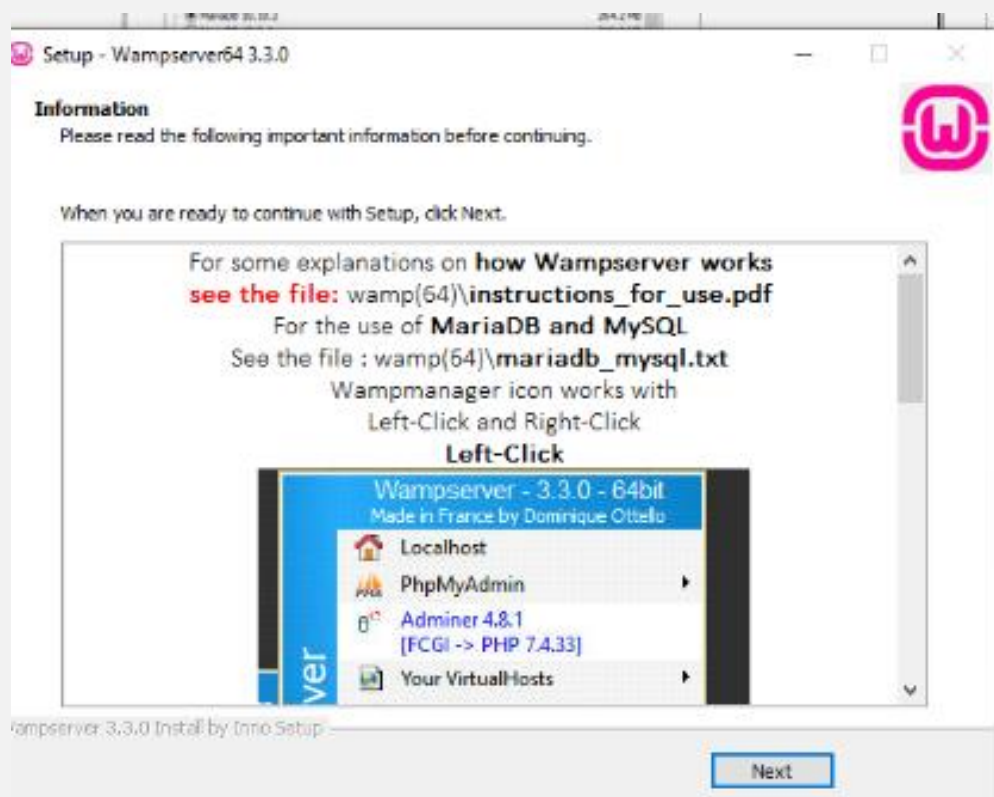 Setup - Wampserver64 3.3.0
Information
Please read the following important information before continuing.
When you are ready to continue with Setup, click Next.
For some explanations on how Wampserver works
see the file: wamp(64)\instructions_for_use.pdf
For the use of MariaDB and MySQL
See the file : wamp(64)\mariadb_mysql.txt
Wampmanager icon works with
Left-Click and Right-Click
Left-Click
Wampserver - 3.3.0 - 64bit
Made in France by Dominique Ottello
Localhost
PhpMyAdmin
Adminer 4.8.1
[FCGI -> PHP 7.4.33]
Your VirtualHosts
ver
ampserver 3.3.0 Install by Inno Setup
Next